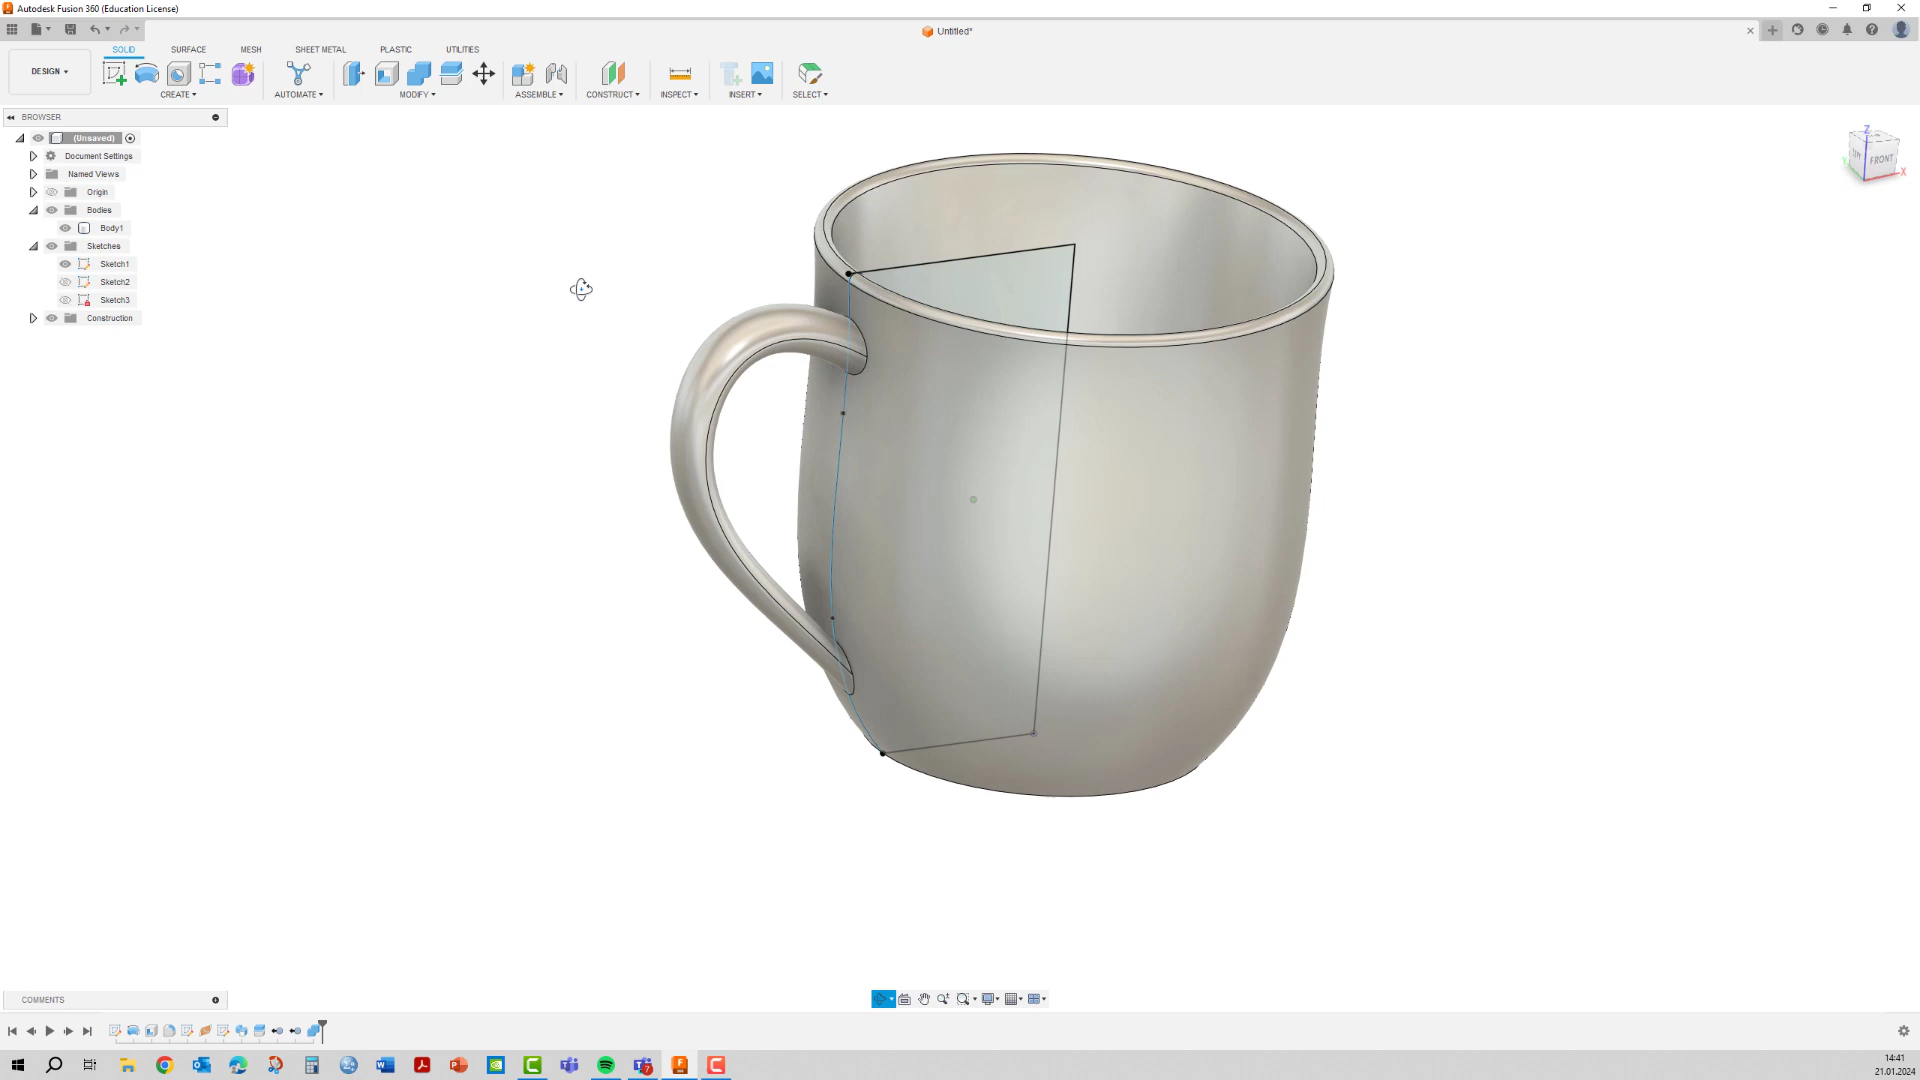 Autodesk Fusion 360 (Education License)
Untitled*
SOLID SURFACE MESH SHEET METAL PLASTIC UTILITIES
DESIGN
CREATE AUTOMATE MODIFY ASSEMBLE CONSTRUCT INSPECT INSERT SELECT
BROWSER
(Unsaved)
Document Settings
Named Views
Origin
Bodies
Body1
Sketches
Sketch1
Sketch2
Sketch3
Construction
Z
FRONT
X
COMMENTS
14:41
21.01.2024